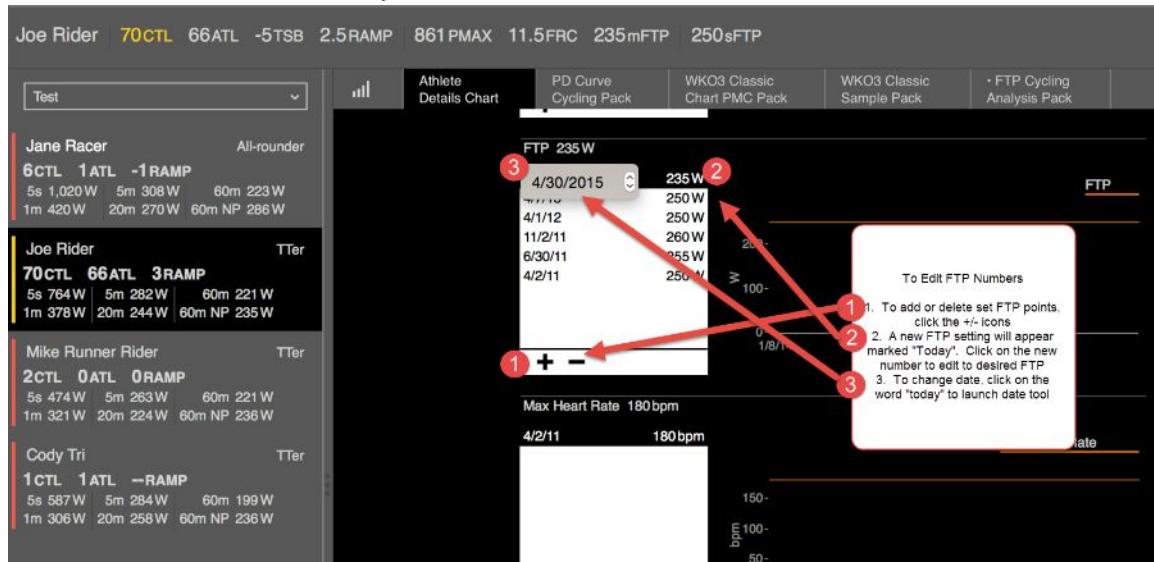 Joe Rider 70CTL 66ATL -5TSB 2.5RAMP 861PMAX 11.5FRC 235mFTP 250sFTP
Test
Athlete
Details Chart
PD Curve
Cycling Pack
WKO3 Classic
Chart PMC Pack
WKO3 Classic
Sample Pack
• FTP Cycling
Analysis Pack
Jane Racer All-rounder
6CTL 1ATL -1RAMP
5s 1,020W 5m 308W 60m 223W
1m 420W 20m 270W 60m NP 286W
Joe Rider TTer
70CTL 66ATL 3RAMP
5s 764W 5m 282W 60m 221W
1m 378W 20m 244W 60m NP 235W
Mike Runner Rider TTer
2CTL 0ATL 0RAMP
5s 474W 5m 263W 60m 221W
1m 321W 20m 224W 60m NP 236W
Cody Tri TTer
1CTL 1ATL --RAMP
5s 587W 5m 284W 60m 199W
1m 306W 20m 258W 60m NP 236W
FTP 235W
3
4/30/2015 235W 2
250W
4/1/12 250W
11/2/11 260W
6/30/11 255W
4/2/11 250W
1 + −
FTP
200-
W
100-
0
To Edit FTP Numbers
1 1. To add or delete set FTP points,
click the +/- icons
2 2. A new FTP setting will appear
marked "Today". Click on the new
number to edit to desired FTP
3 3. To change date, click on the
word "today" to launch date tool
Max Heart Rate 180bpm
4/2/11 180bpm
150-
bpm
100-
50-